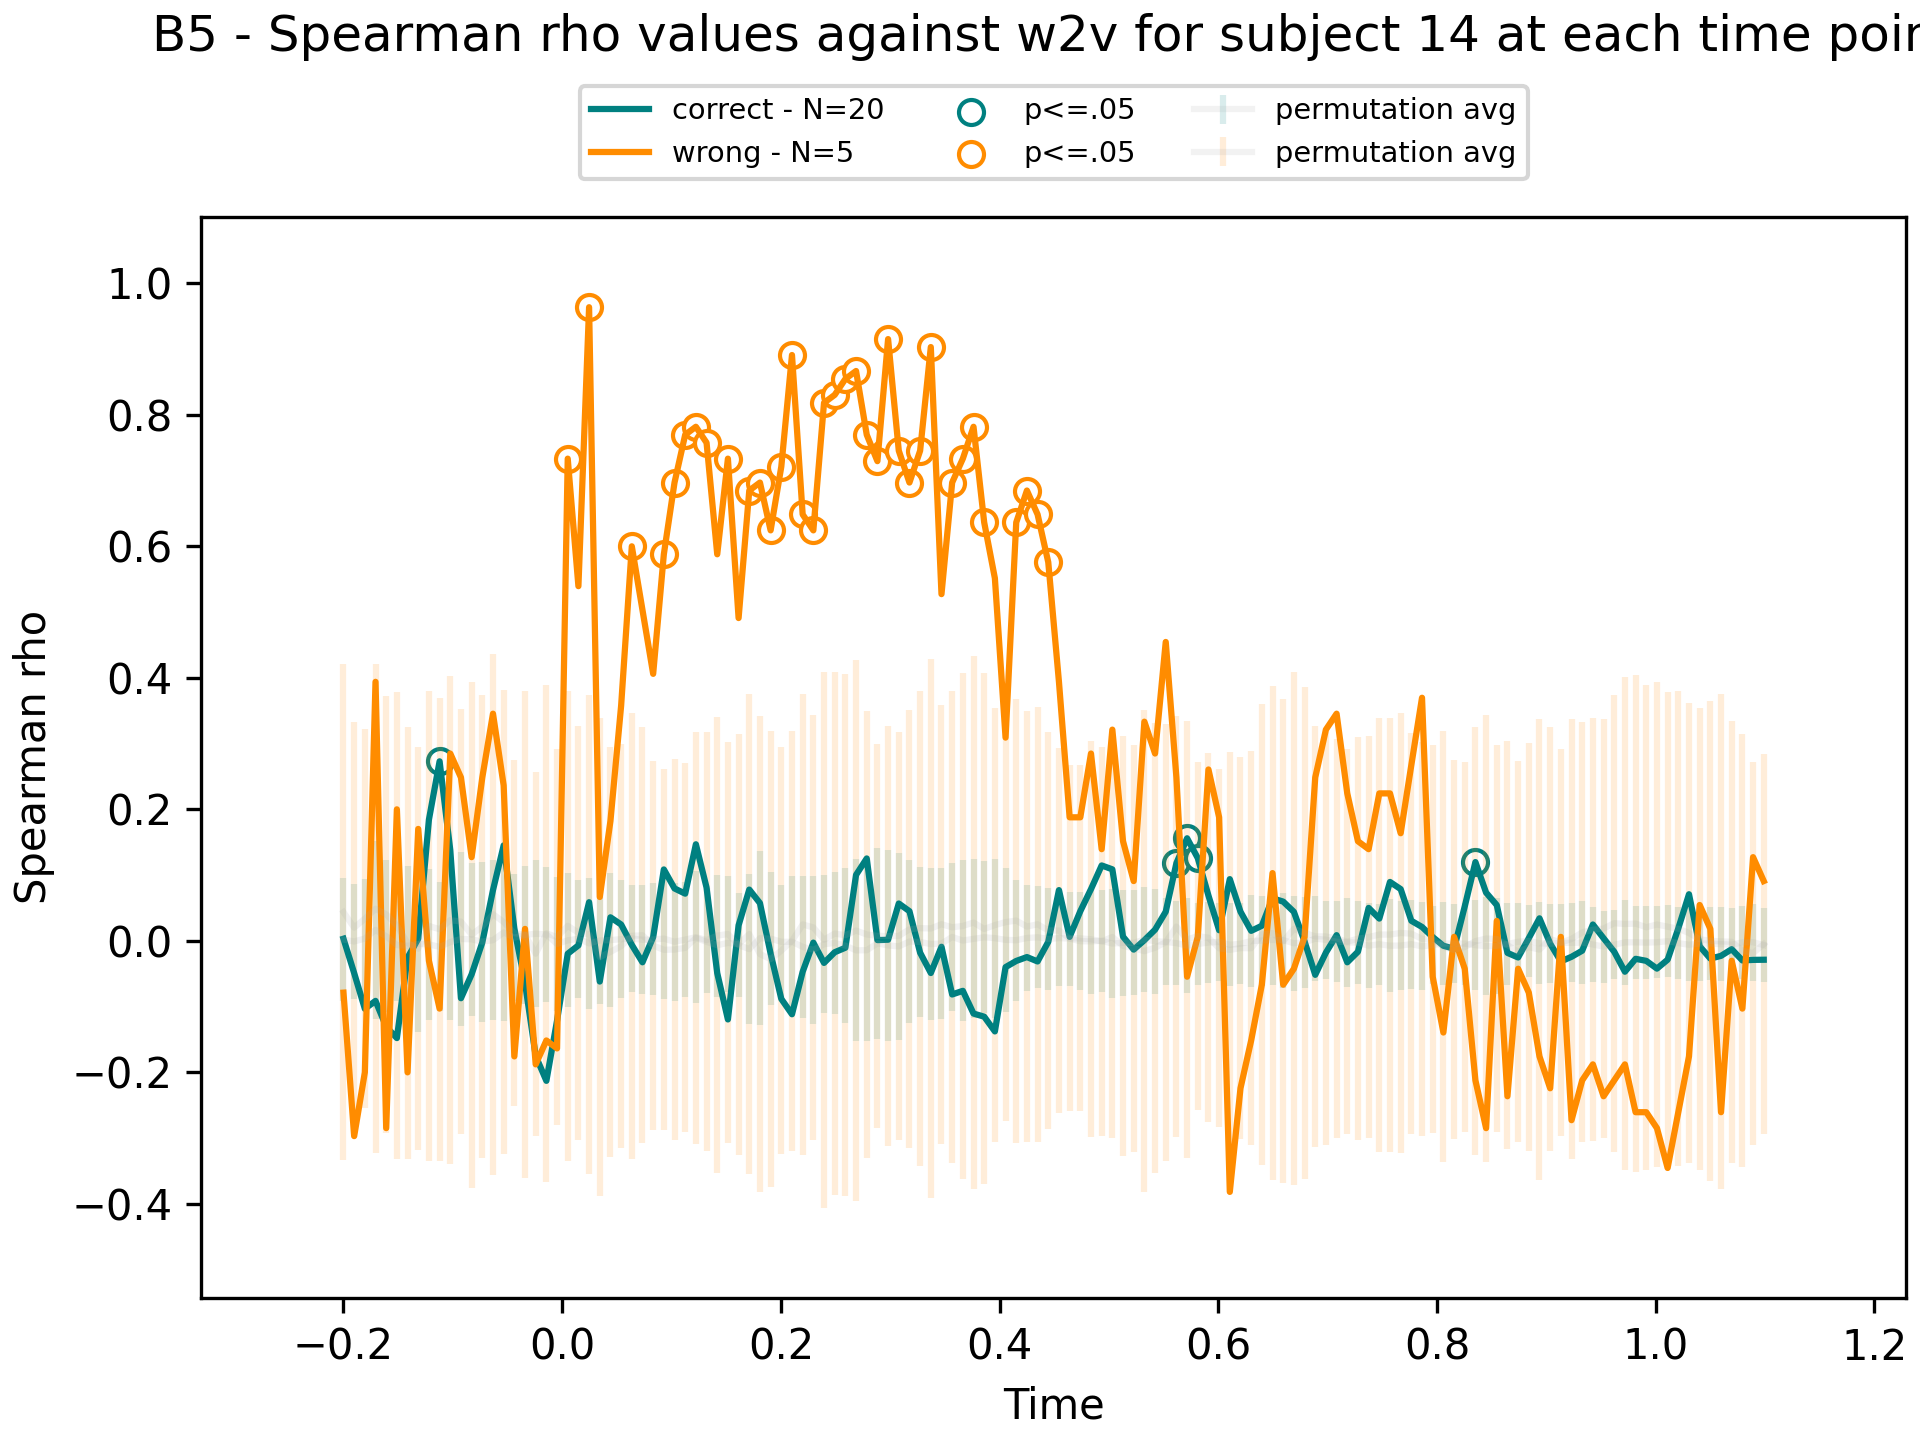 B5 - Spearman rho values against w2v for subject 14 at each time
correct - N=20 p<=.05 permutation avg
wrong - N=5 p<=.05 permutation avg
1.0
0.8
0.6
0.4
0.2
0.0
−0.2
−0.4
Spearman rho
−0.2 0.0 0.2 0.4 0.6 0.8 1.0 1.2
Time